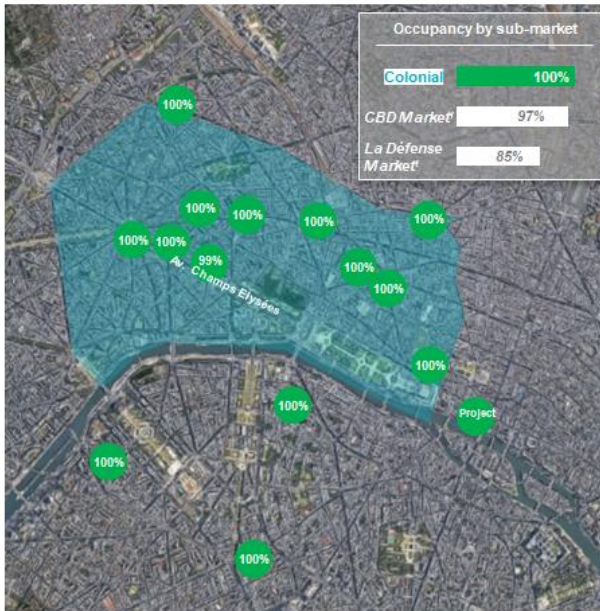 Occupancy by sub-market
Colonial 100%
CBD Market¹ 97%
La Défense
Market¹ 85%
100%
100%
100%
100%
100%
100%
100%
99%
100%
100%
Av. Champs Elysées
100%
100%
Project
100%
100%